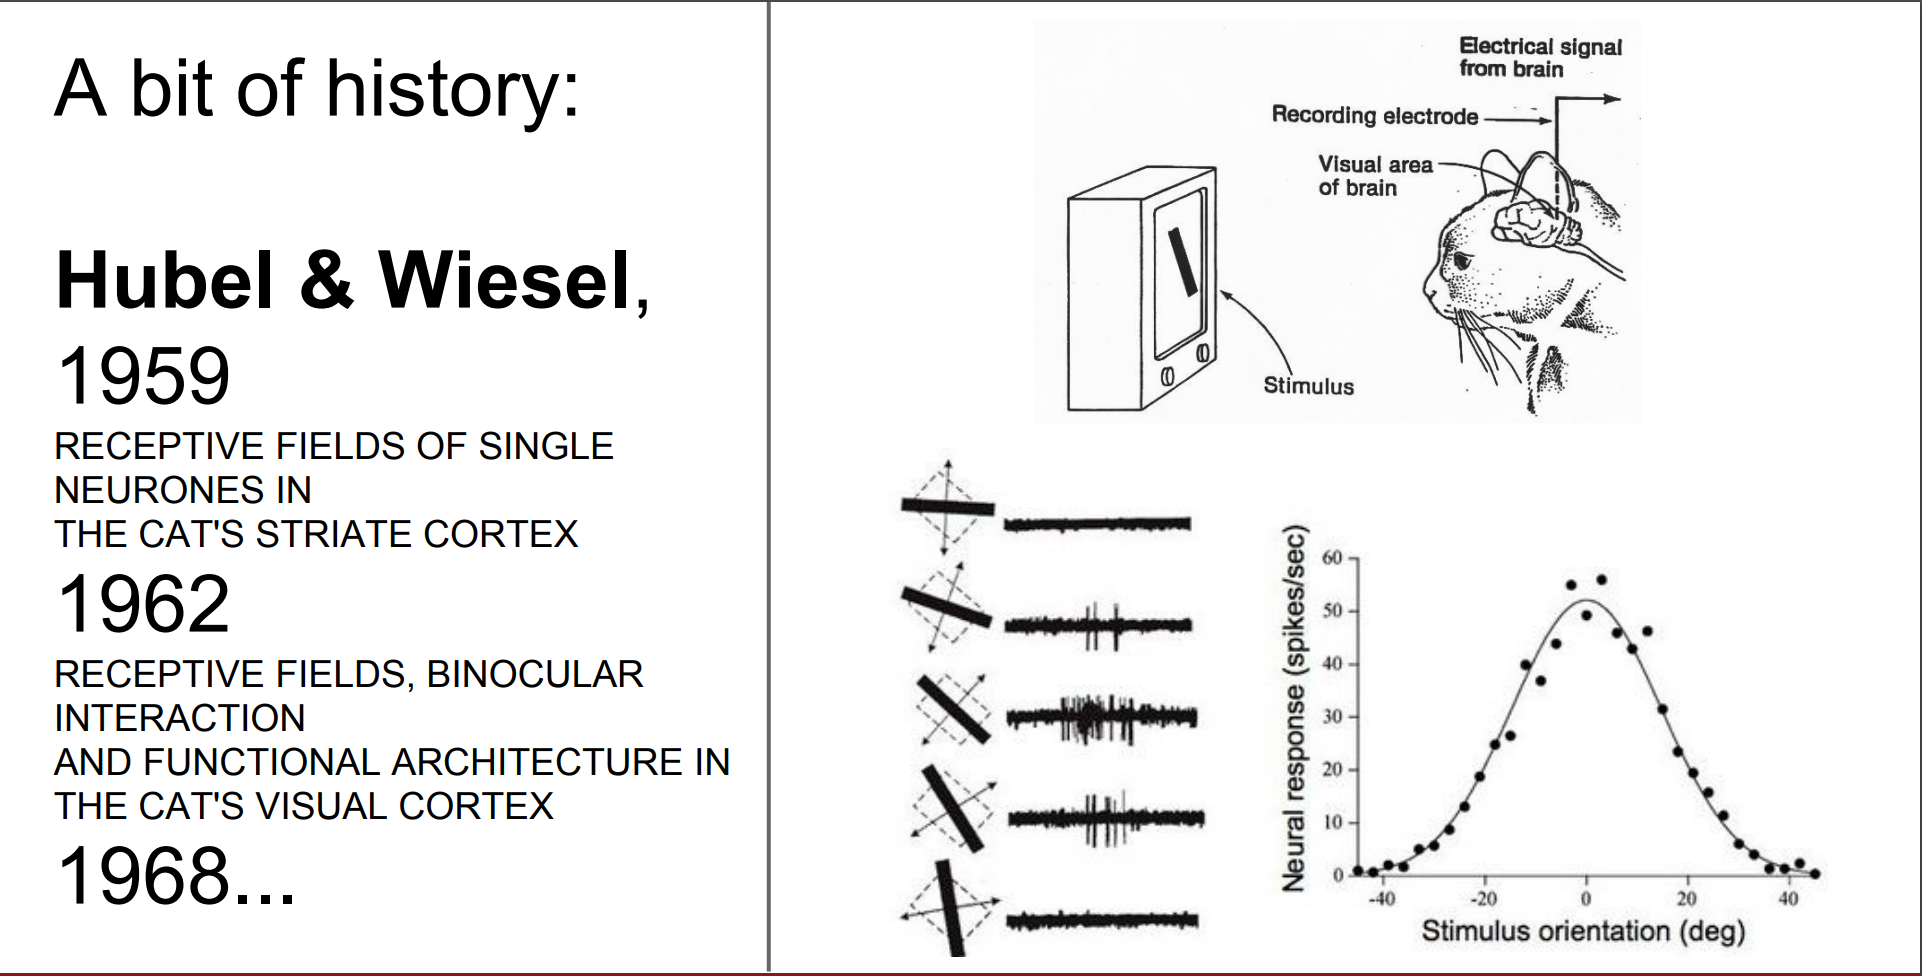 A bit of history:
Hubel & Wiesel,
1959
RECEPTIVE FIELDS OF SINGLE
NEURONES IN
THE CAT'S STRIATE CORTEX
1962
RECEPTIVE FIELDS, BINOCULAR
INTERACTION
AND FUNCTIONAL ARCHITECTURE IN
THE CAT'S VISUAL CORTEX
1968...
Electrical signal
from brain
Recording electrode
Visual area
of brain
Stimulus
Neural response (spikes/sec)
60
50
40
30
20
10
0
-40 -20 0 20 40
Stimulus orientation (deg)